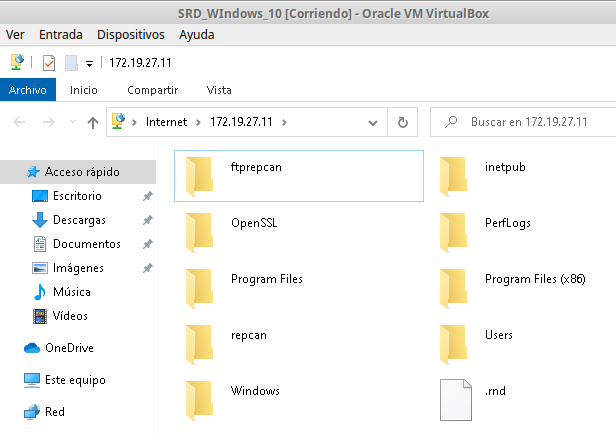 SRD_WIndows_10 [Corriendo] - Oracle VM VirtualBox
Ver Entrada Dispositivos Ayuda
172.19.27.11
Archivo Inicio Compartir Vista
Internet 172.19.27.11 Buscar en 172.19.27.11
Acceso rápido
Escritorio
Descargas
Documentos
Imágenes
Música
Vídeos
OneDrive
Este equipo
Red
ftprepcan inetpub
OpenSSL PerfLogs
Program Files Program Files (x86)
repcan Users
Windows .rnd